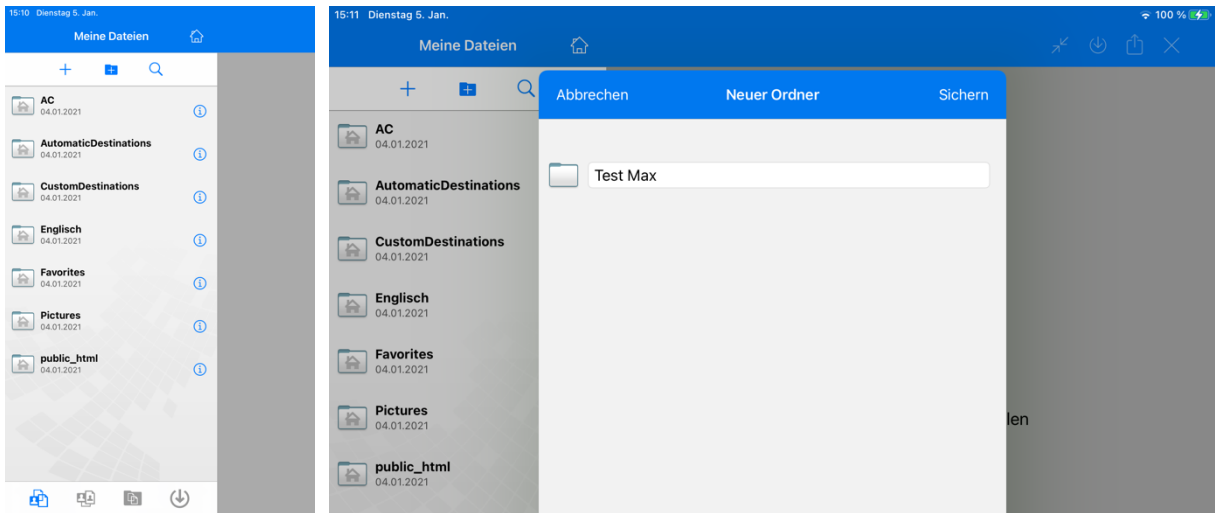 15:10 Dienstag 5. Jan.
Meine Dateien
AC
04.01.2021
AutomaticDestinations
04.01.2021
CustomDestinations
04.01.2021
Englisch
04.01.2021
Favorites
04.01.2021
Pictures
04.01.2021
public_html
04.01.2021
15:11 Dienstag 5. Jan.
100 %
Meine Dateien
Abbrechen
Neuer Ordner
Sichern
Test Max
AC
04.01.2021
AutomaticDestinations
04.01.2021
CustomDestinations
04.01.2021
Englisch
04.01.2021
Favorites
04.01.2021
Pictures
04.01.2021
public_html
04.01.2021
len